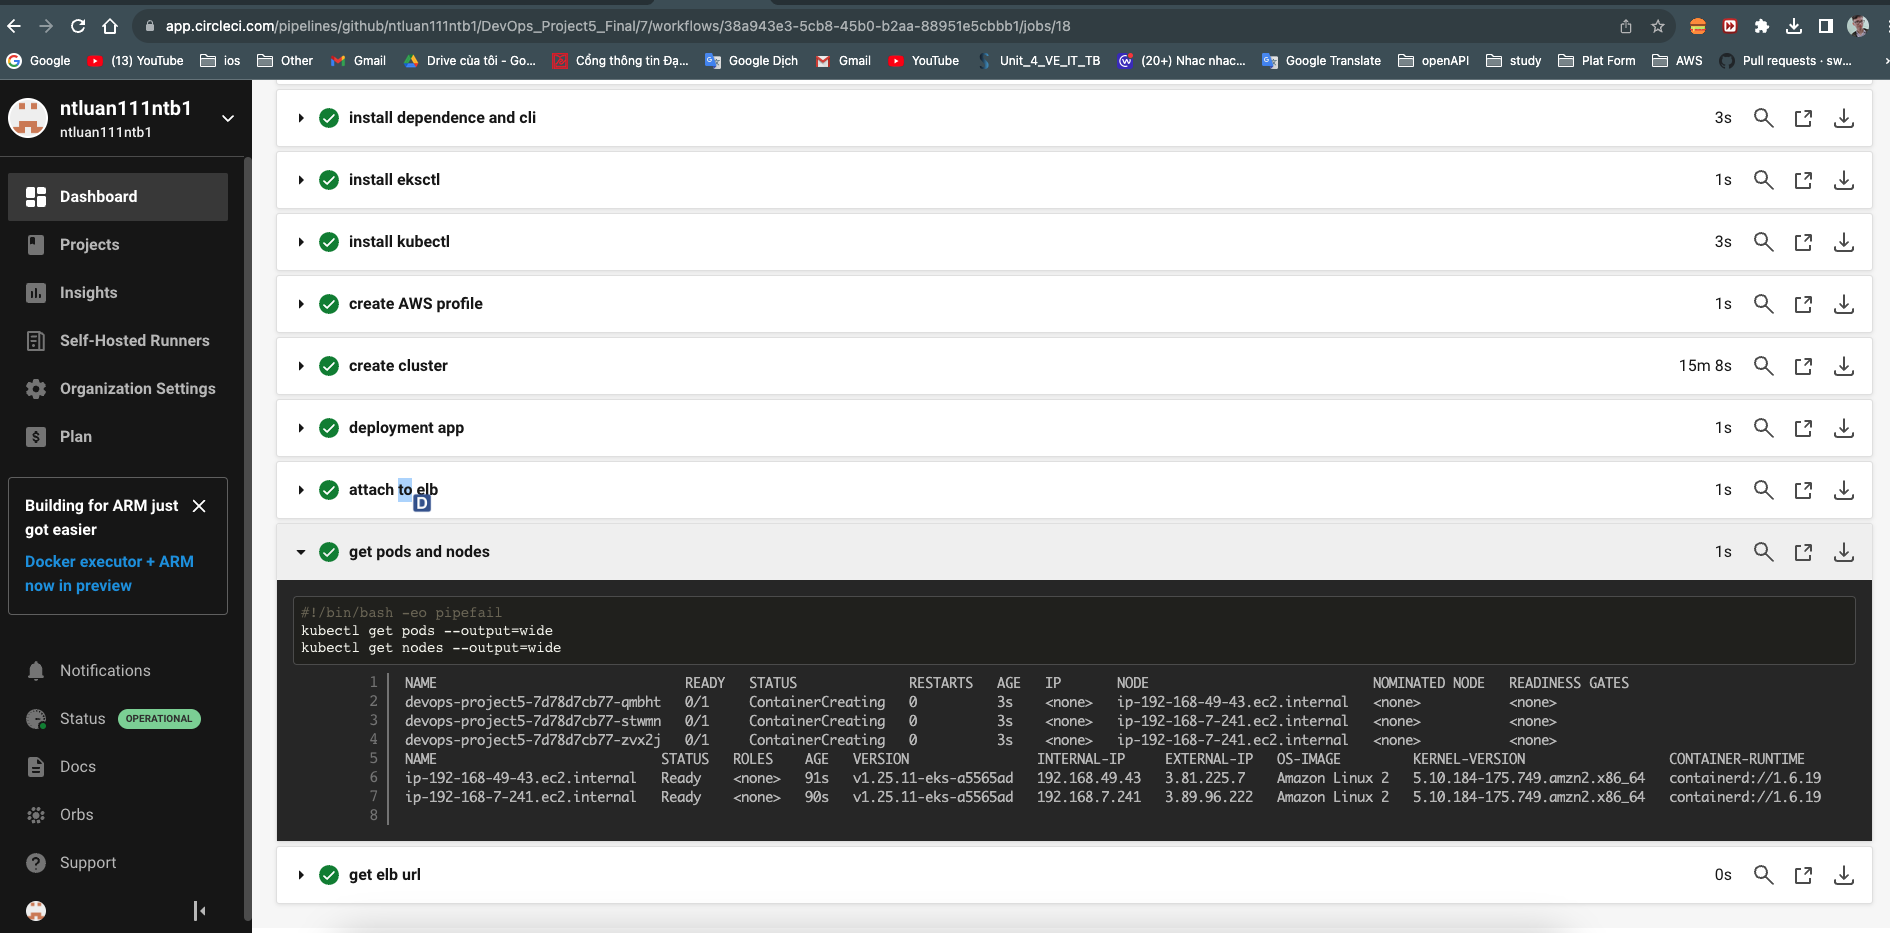 app.circleci.com/pipelines/github/ntluan111ntb1/DevOps_Project5_Final/7/workflows/38a943e3-5cb8-45b0-b2aa-88951e5cbbb1/jobs/18
Google (13) YouTube ios Other Gmail Drive của tôi - Go... Cổng thông tin Đạ... Google Dịch Gmail YouTube Unit_4_VE_IT_TB (20+) Nhac nhac... Google Translate openAPI study Plat Form AWS Pull requests · sw...
ntluan111ntb1
ntluan111ntb1
Dashboard
Projects
Insights
Self-Hosted Runners
Organization Settings
Plan
Building for ARM just
got easier
Docker executor + ARM
now in preview
Notifications
Status OPERATIONAL
Docs
Orbs
Support
install dependence and cli 3s
install eksctl 1s
install kubectl 3s
create AWS profile 1s
create cluster 15m 8s
deployment app 1s
attach to elb 1s
D
get pods and nodes 1s
#!/bin/bash -eo pipefail
kubectl get pods --output=wide
kubectl get nodes --output=wide
1 NAME READY STATUS RESTARTS AGE IP NODE NOMINATED NODE READINESS GATES
2 devops-project5-7d78d7cb77-qmbht 0/1 ContainerCreating 0 3s <none> ip-192-168-49-43.ec2.internal <none> <none>
3 devops-project5-7d78d7cb77-stwmn 0/1 ContainerCreating 0 3s <none> ip-192-168-7-241.ec2.internal <none> <none>
4 devops-project5-7d78d7cb77-zvx2j 0/1 ContainerCreating 0 3s <none> ip-192-168-7-241.ec2.internal <none> <none>
5 NAME STATUS ROLES AGE VERSION INTERNAL-IP EXTERNAL-IP OS-IMAGE KERNEL-VERSION CONTAINER-RUNTIME
6 ip-192-168-49-43.ec2.internal Ready <none> 91s v1.25.11-eks-a5565ad 192.168.49.43 3.81.225.7 Amazon Linux 2 5.10.184-175.749.amzn2.x86_64 containerd://1.6.19
7 ip-192-168-7-241.ec2.internal Ready <none> 90s v1.25.11-eks-a5565ad 192.168.7.241 3.89.96.222 Amazon Linux 2 5.10.184-175.749.amzn2.x86_64 containerd://1.6.19
8
get elb url 0s